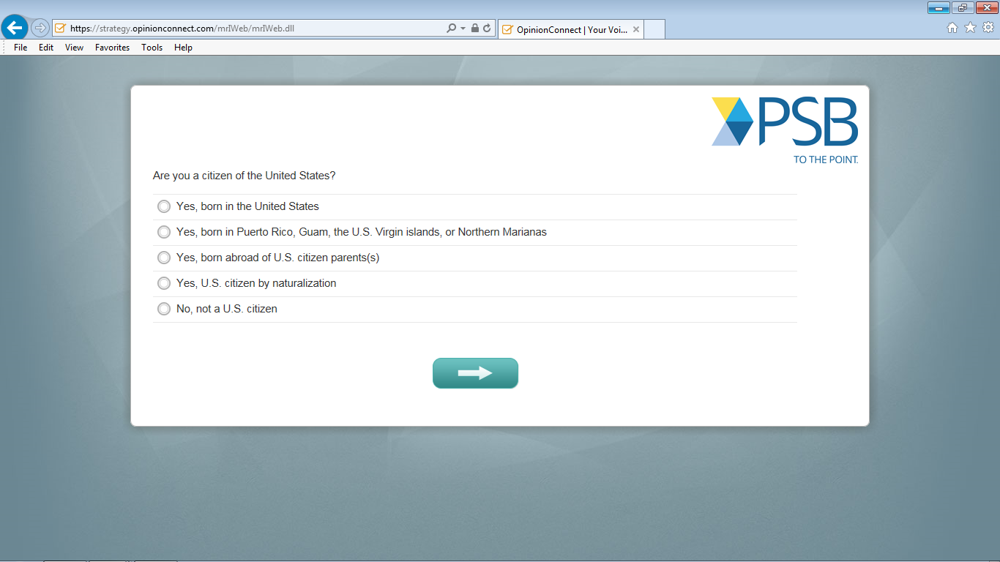 https://strategy.opinionconnect.com/mrIWeb/mrIWeb.dll
OpinionConnect | Your Voi...
File Edit View Favorites Tools Help
PSB
TO THE POINT.
Are you a citizen of the United States?
Yes, born in the United States
Yes, born in Puerto Rico, Guam, the U.S. Virgin islands, or Northern Marianas
Yes, born abroad of U.S. citizen parents(s)
Yes, U.S. citizen by naturalization
No, not a U.S. citizen